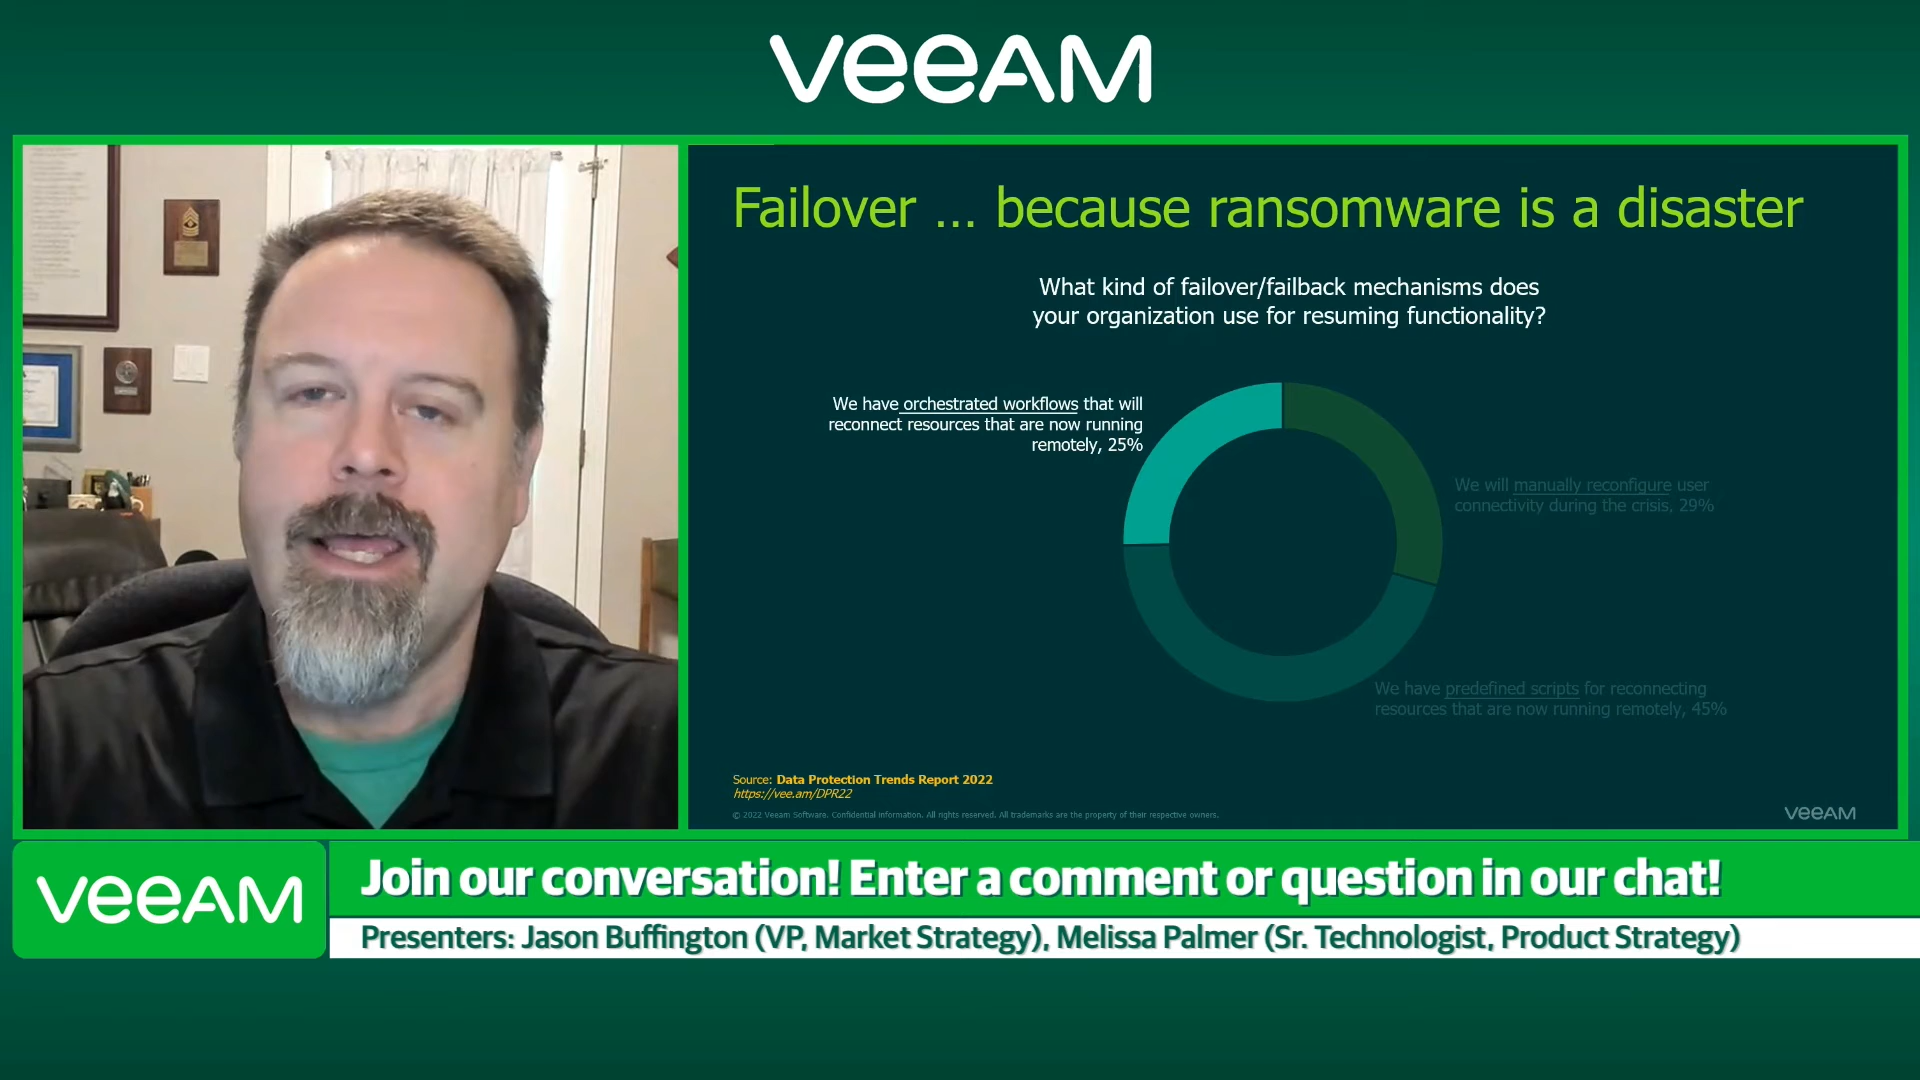 veeAM
Failover ... because ransomware is a disaster
What kind of failover/failback mechanisms does
your organization use for resuming functionality?
We have orchestrated workflows that will
reconnect resources that are now running
remotely, 25%
We will manually reconfigure user
connectivity during the crisis, 29%
We have predefined scripts for reconnecting
resources that are now running remotely, 45%
Source: Data Protection Trends Report 2022
https://vee.am/DPR22
© 2022 Veeam Software. Confidential information. All rights reserved. All trademarks are the property of their respective owners.
veeAM
veeAM
Join our conversation! Enter a comment or question in our chat!
Presenters: Jason Buffington (VP, Market Strategy), Melissa Palmer (Sr. Technologist, Product Strategy)